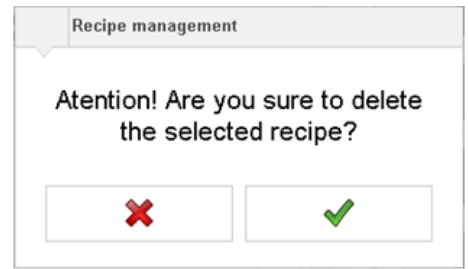 Recipe management
Atention! Are you sure to delete
the selected recipe?